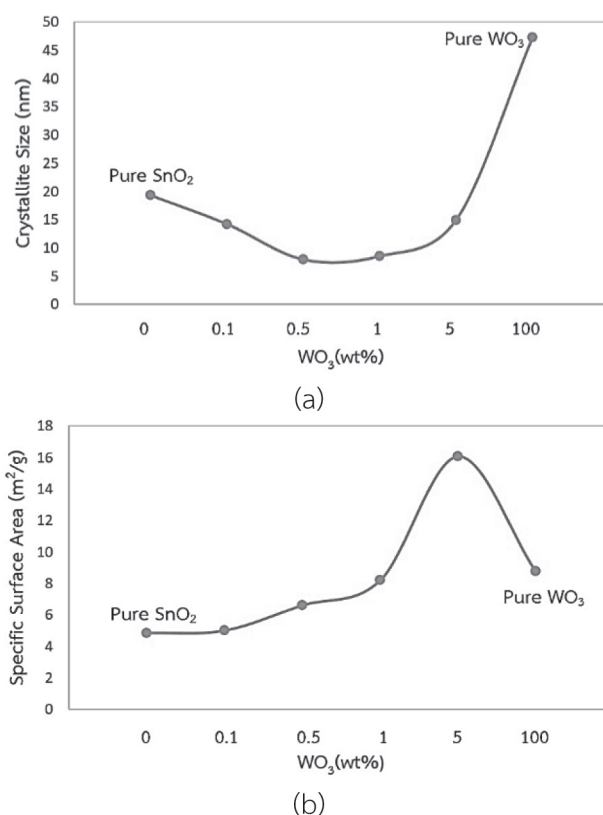 50
45
40
35
30
25
20
15
10
5
0
Crystallite Size (nm)
Pure SnO₂
Pure WO₃
0 0.1 0.5 1 5 100
WO₃(wt%)
(a)
18
16
14
12
10
8
6
4
2
0
Specific Surface Area (m²/g)
Pure SnO₂
Pure WO₃
0 0.1 0.5 1 5 100
WO₃(wt%)
(b)